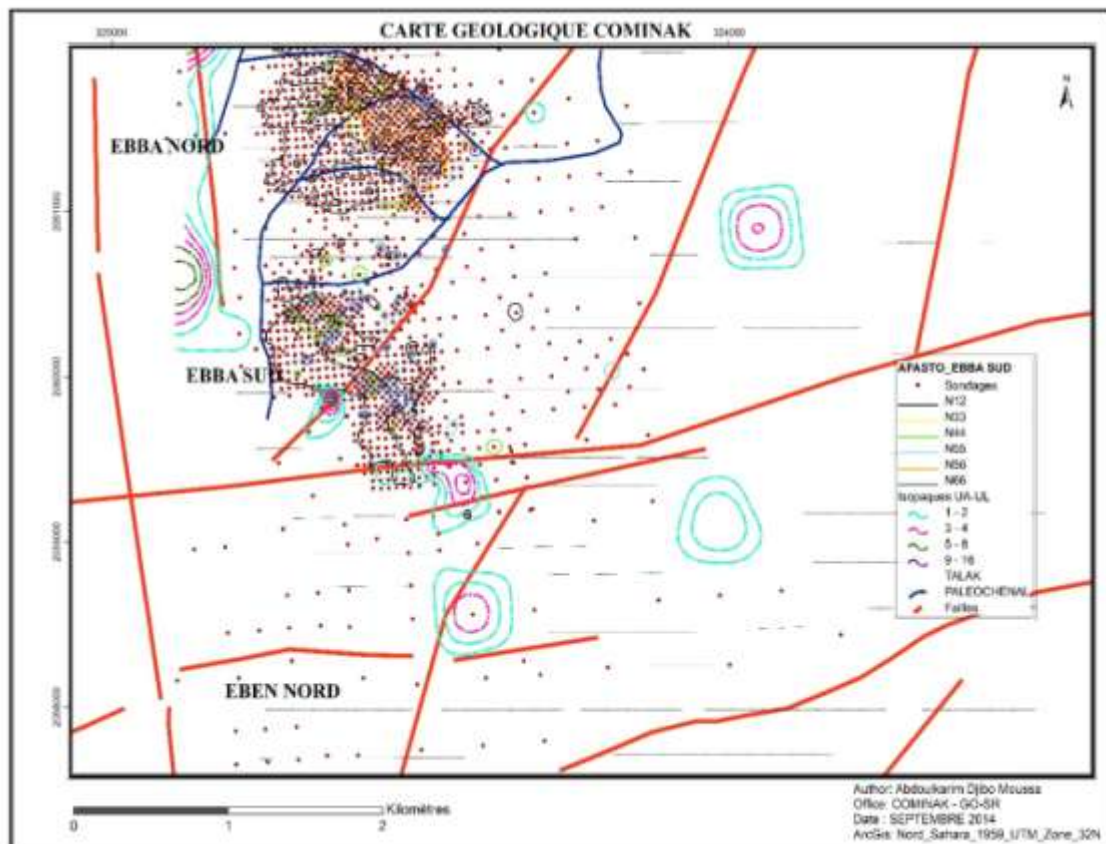 CARTE GEOLOGIQUE COMINAK
320000
324000
N
EBBA NORD
EBBA SUD
EBEN NORD
AFASTO_EBBA SUD
Sondages
N12
N33
N44
N55
N56
N66
Isopaques UA-UL
1 - 2
3 - 4
5 - 8
9 - 16
TALAK
PALEOCHENAL
Failles
Kilomètres
0
1
2
Author: Abdoulkarim Djibo Moussa
Office: COMINAK - GO-SR
Date : SEPTEMBRE 2014
ArcGis: Nord_Sahara_1959_UTM_Zone_32N